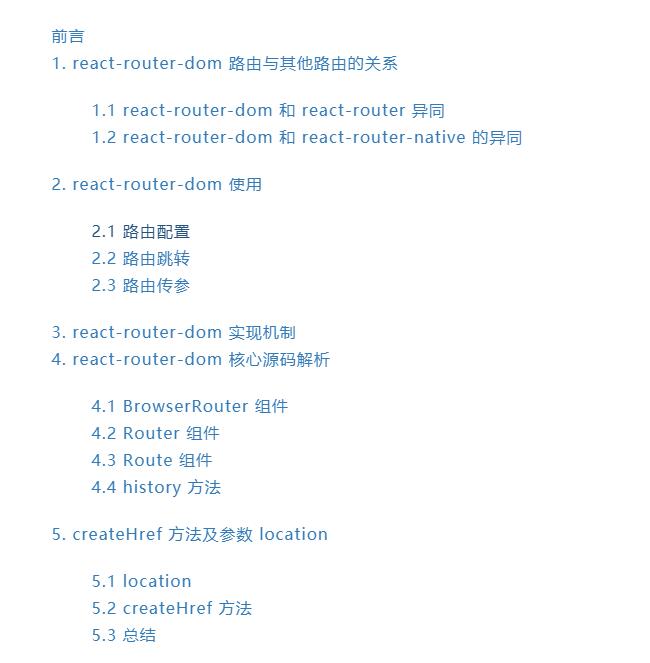 前言
1. react-router-dom 路由与其他路由的关系
1.1 react-router-dom 和 react-router 异同
1.2 react-router-dom 和 react-router-native 的异同
2. react-router-dom 使用
2.1 路由配置
2.2 路由跳转
2.3 路由传参
3. react-router-dom 实现机制
4. react-router-dom 核心源码解析
4.1 BrowserRouter 组件
4.2 Router 组件
4.3 Route 组件
4.4 history 方法
5. createHref 方法及参数 location
5.1 location
5.2 createHref 方法
5.3 总结